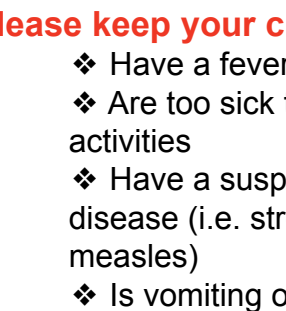 lease keep your c
❖ Have a fever
❖ Are too sick
activities
❖ Have a susp
disease (i.e. str
measles)
❖ Is vomiting o